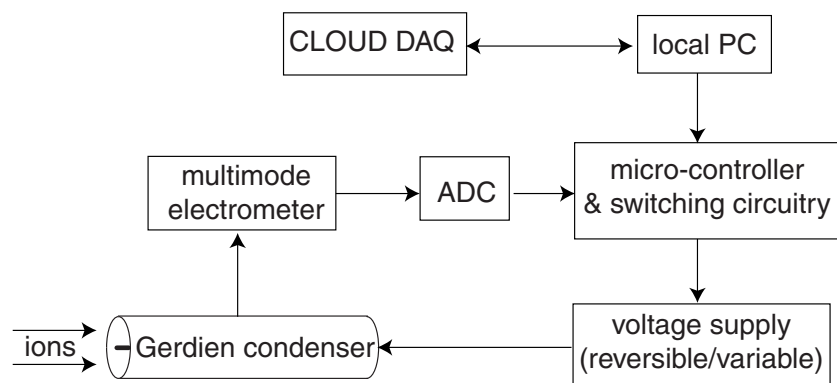 CLOUD DAQ
local PC
multimode
electrometer
ADC
micro-controller
& switching circuitry
ions
Gerdien condenser
voltage supply
(reversible/variable)